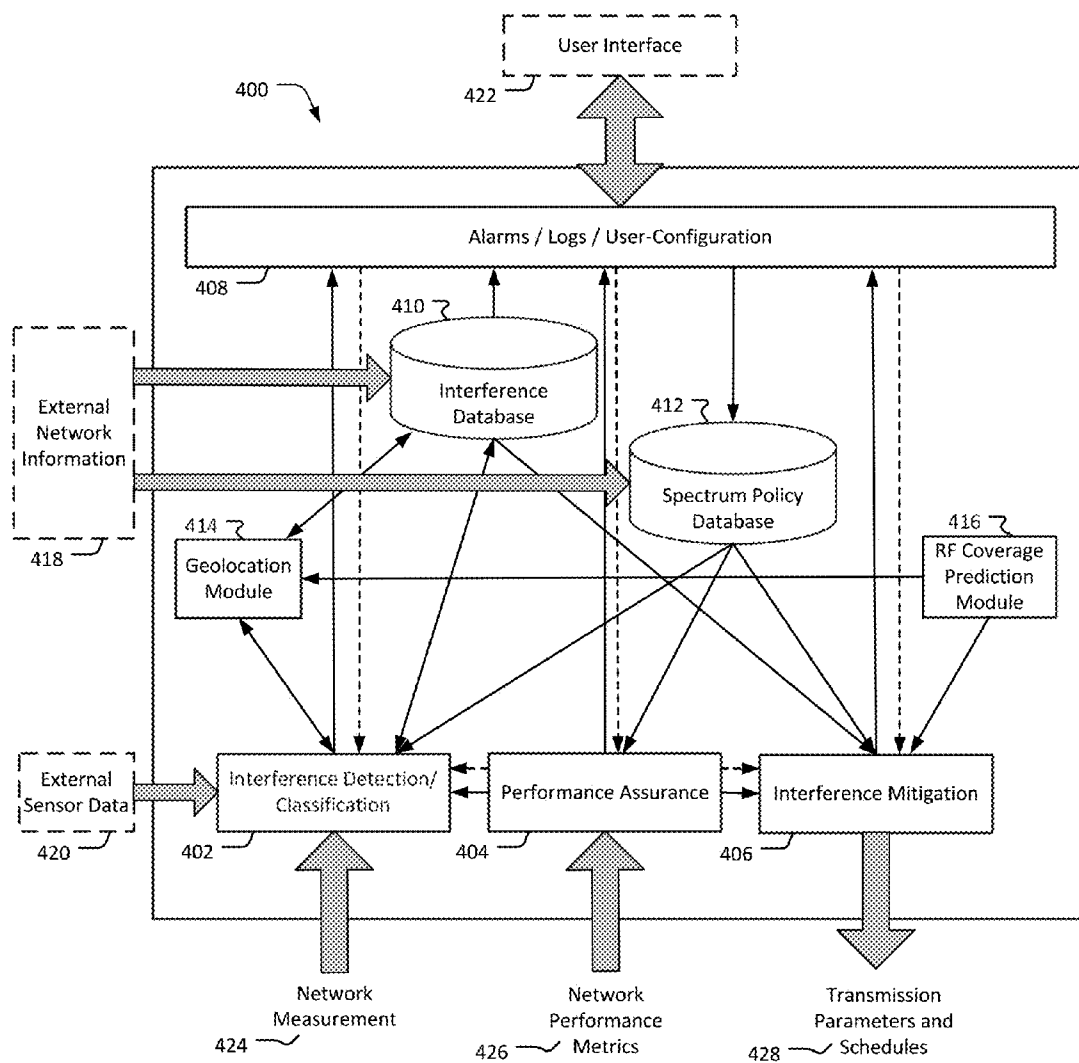 User Interface
422
400
Alarms / Logs / User-Configuration
408
410
Interference
Database
412
Spectrum Policy
Database
External
Network
Information
418
414
Geolocation
Module
416
RF Coverage
Prediction
Module
External
Sensor Data
420
Interference Detection/
Classification
402
Performance Assurance
404
Interference Mitigation
406
Network
Measurement
424
Network
Performance
Metrics
426
Transmission
Parameters and
Schedules
428